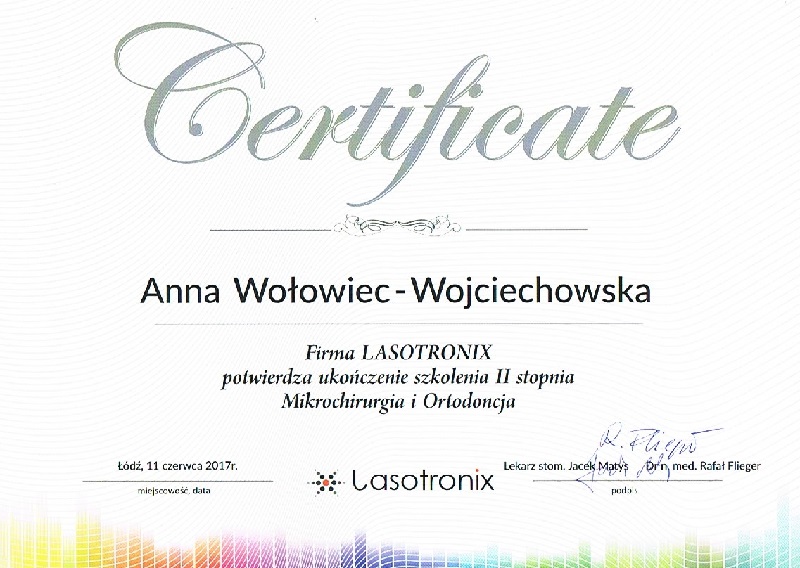 Certificate
Anna Wołowiec-Wojciechowska
Firma LASOTRONIX
potwierdza ukończenie szkolenia II stopnia
Mikrochirurgia i Ortodoncja
Łódź, 11 czerwca 2017r.
miejscowość, data
Lasotronix
Lekarz stom. Jacek Matys Dr n. med. Rafał Flieger
podpis